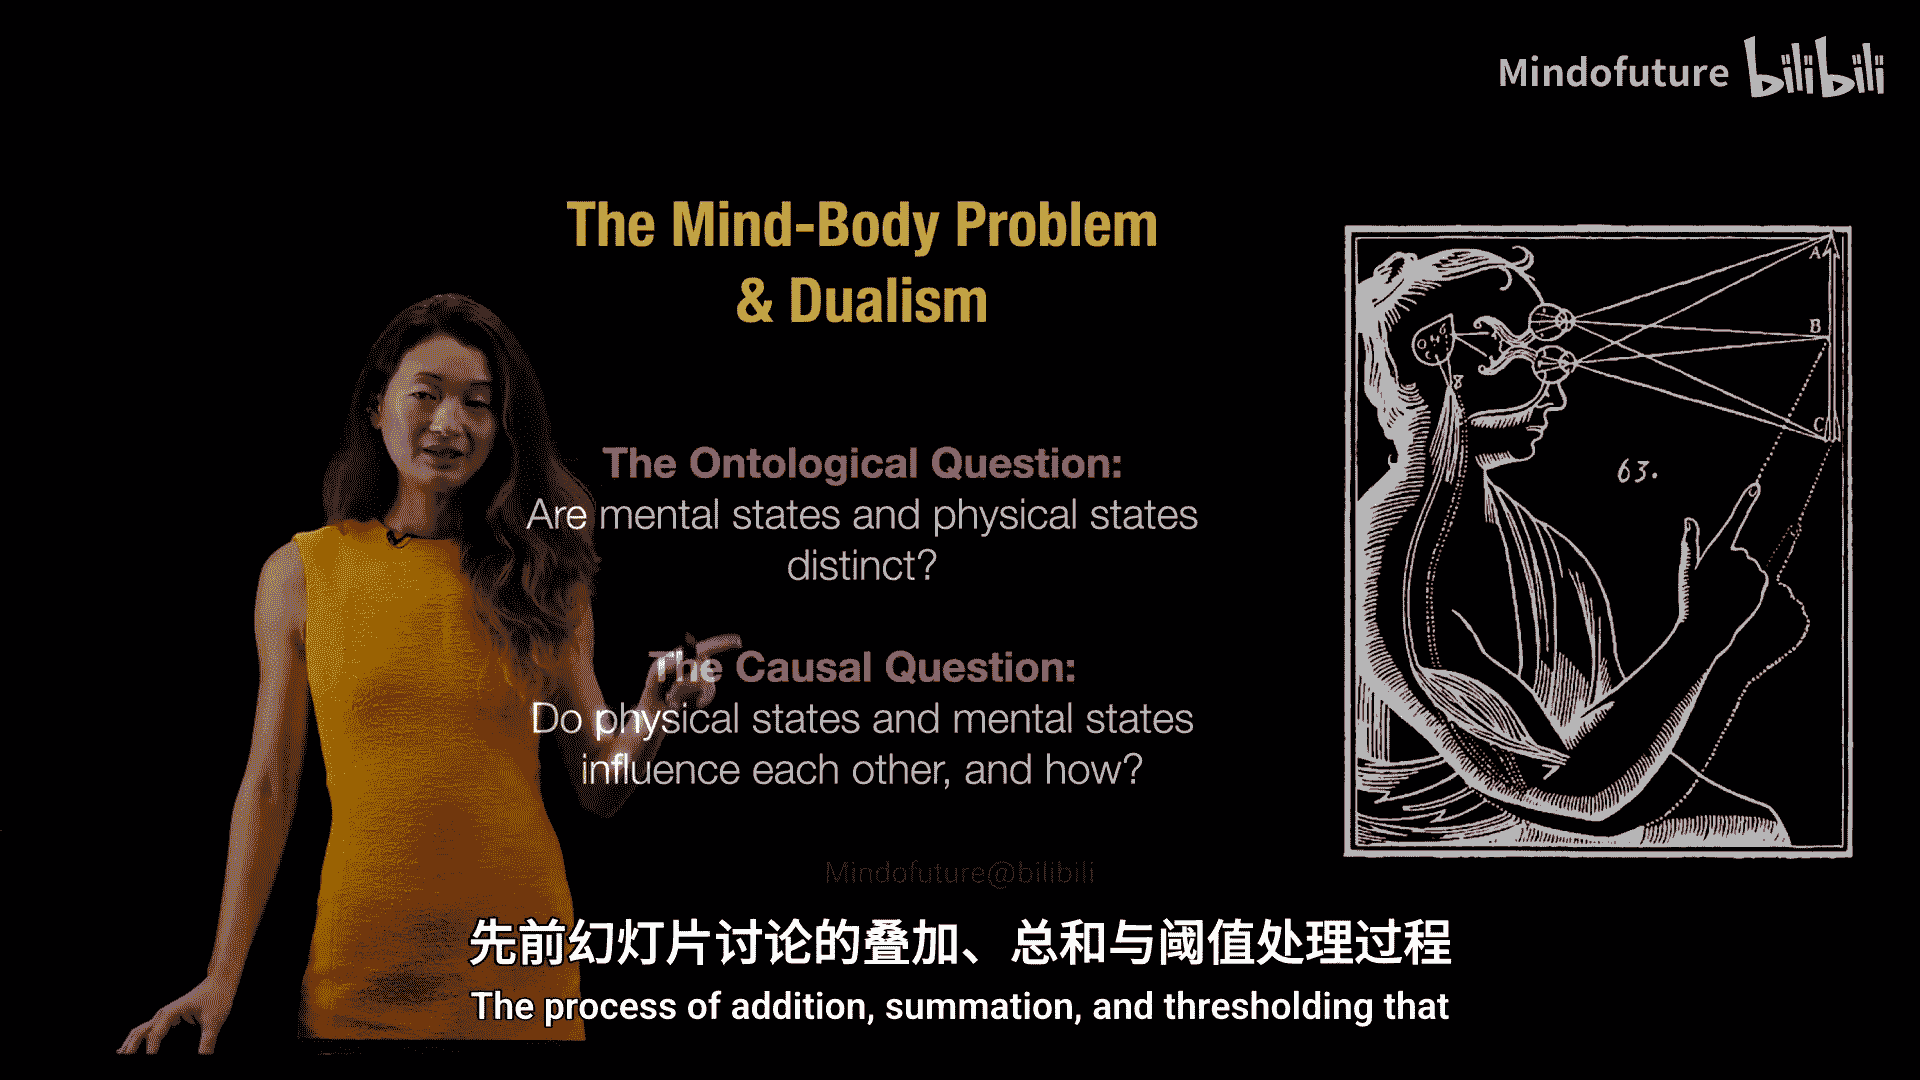 Mindofuture bilibili
The Mind-Body Problem
& Dualism
The Ontological Question:
Are mental states and physical states
distinct?
The Causal Question:
Do physical states and mental states
influence each other, and how?
A
B
C
63.
8
7
Mindofuture@bilibili
先前幻灯片讨论的叠加、总和与阈值处理过程
The process of addition, summation, and thresholding that